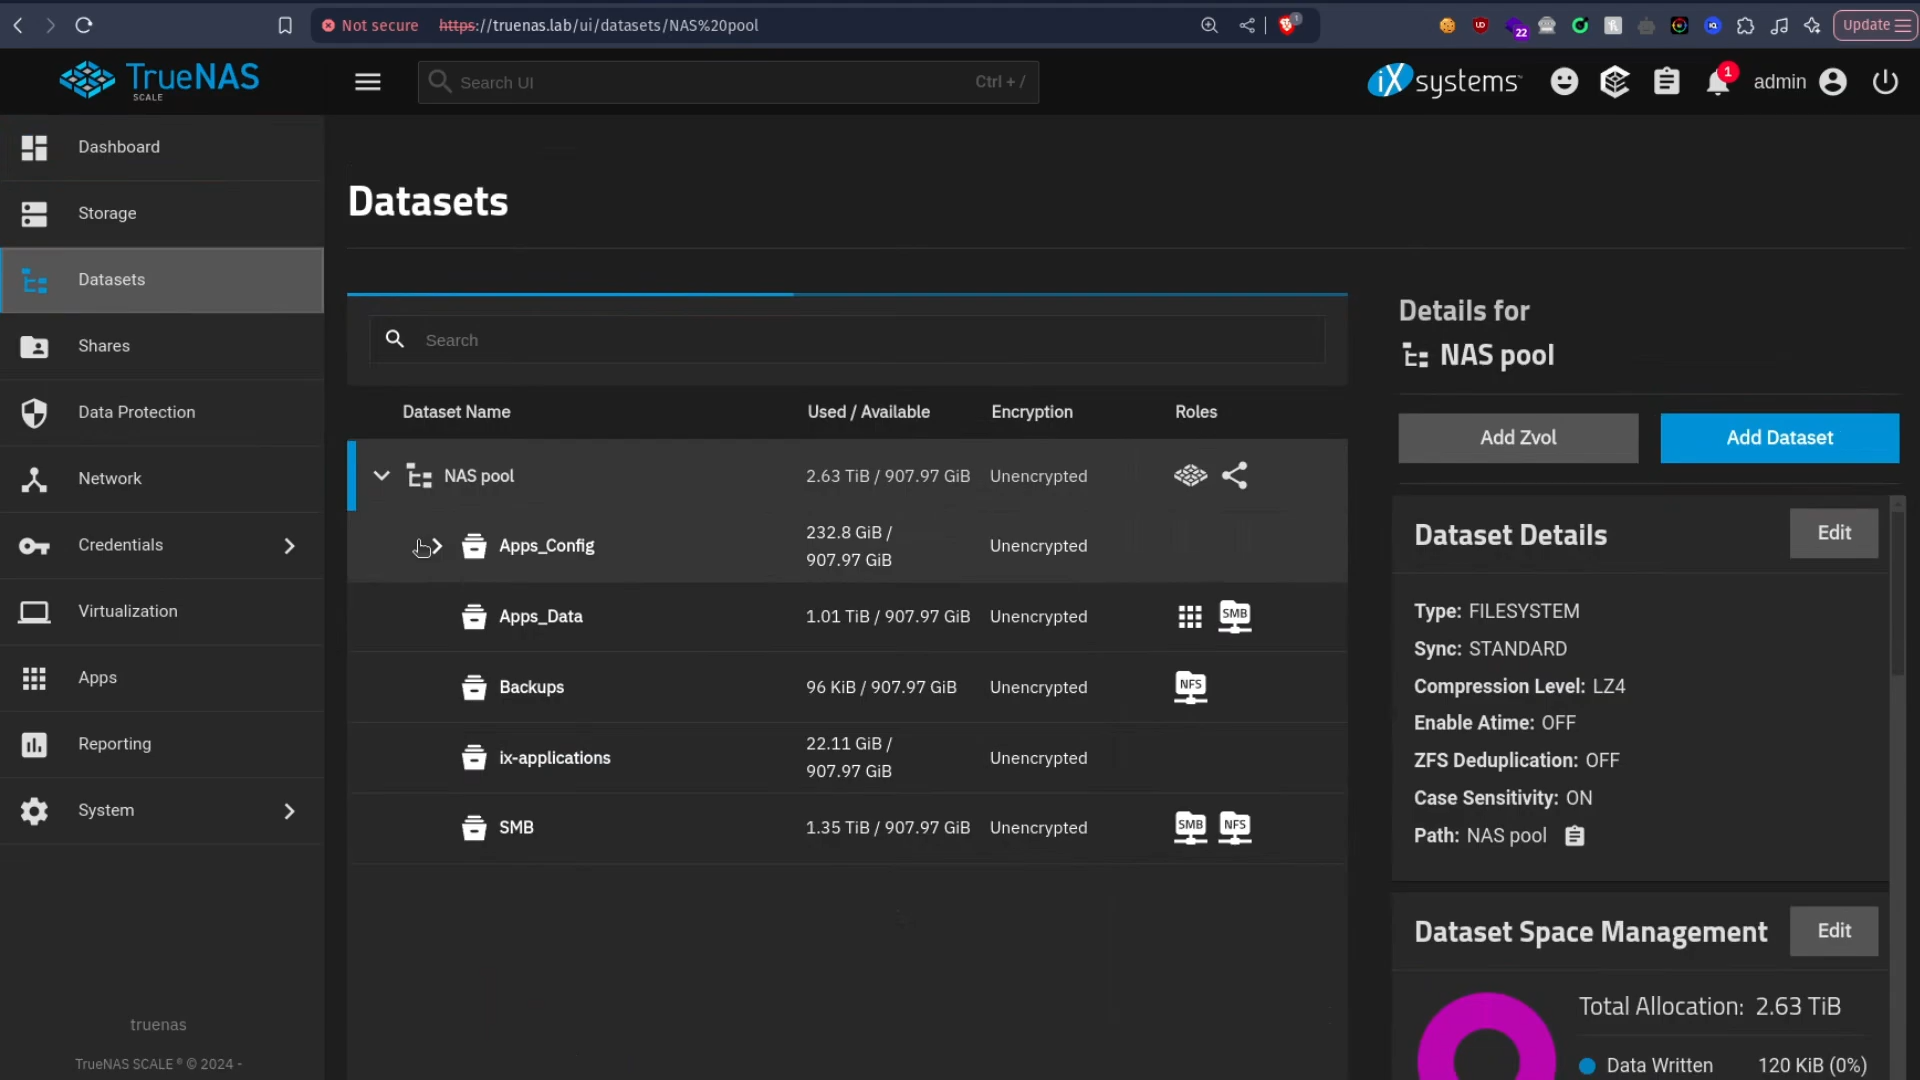 Not secure https://truenas.lab/ui/datasets/NAS%20pool
1
22
Update
TrueNAS
SCALE
Search UI
Ctrl + /
iXsystems
1
admin
Dashboard
Storage
Datasets
Shares
Data Protection
Network
Credentials
Virtualization
Apps
Reporting
System
truenas
TrueNAS SCALE ® © 2024 -
Datasets
Search
Dataset Name Used / Available Encryption Roles
NAS pool 2.63 TiB / 907.97 GiB Unencrypted
Apps_Config 232.8 GiB /
907.97 GiB Unencrypted
Apps_Data 1.01 TiB / 907.97 GiB Unencrypted SMB
Backups 96 KiB / 907.97 GiB Unencrypted NFS
ix-applications 22.11 GiB /
907.97 GiB Unencrypted
SMB 1.35 TiB / 907.97 GiB Unencrypted SMB NFS
Details for
NAS pool
Add Zvol
Add Dataset
Dataset Details
Edit
Type: FILESYSTEM
Sync: STANDARD
Compression Level: LZ4
Enable Atime: OFF
ZFS Deduplication: OFF
Case Sensitivity: ON
Path: NAS pool
Dataset Space Management
Edit
Total Allocation: 2.63 TiB
Data Written 120 KiB (0%)